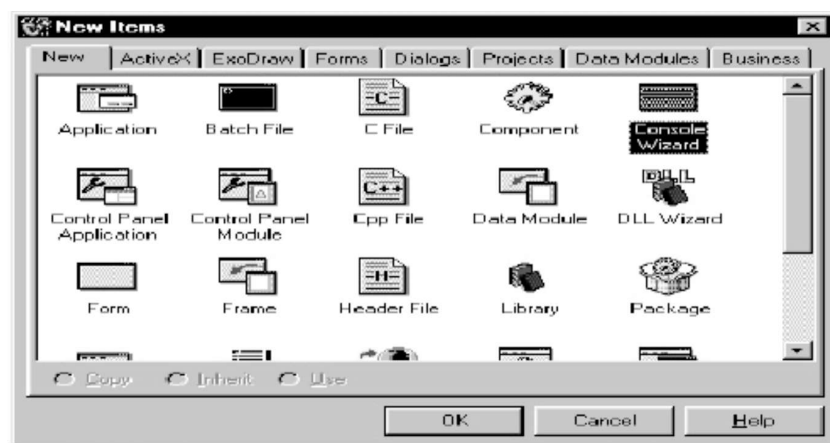 New Items
New ActiveX ExoDraw Forms Dialogs Projects Data Modules Business
Application Batch File C File Component Console Wizard
Control Panel Application Control Panel Module Cpp File Data Module DLL Wizard
Form Frame Header File Library Package
Copy Inherit Use
OK Cancel Help